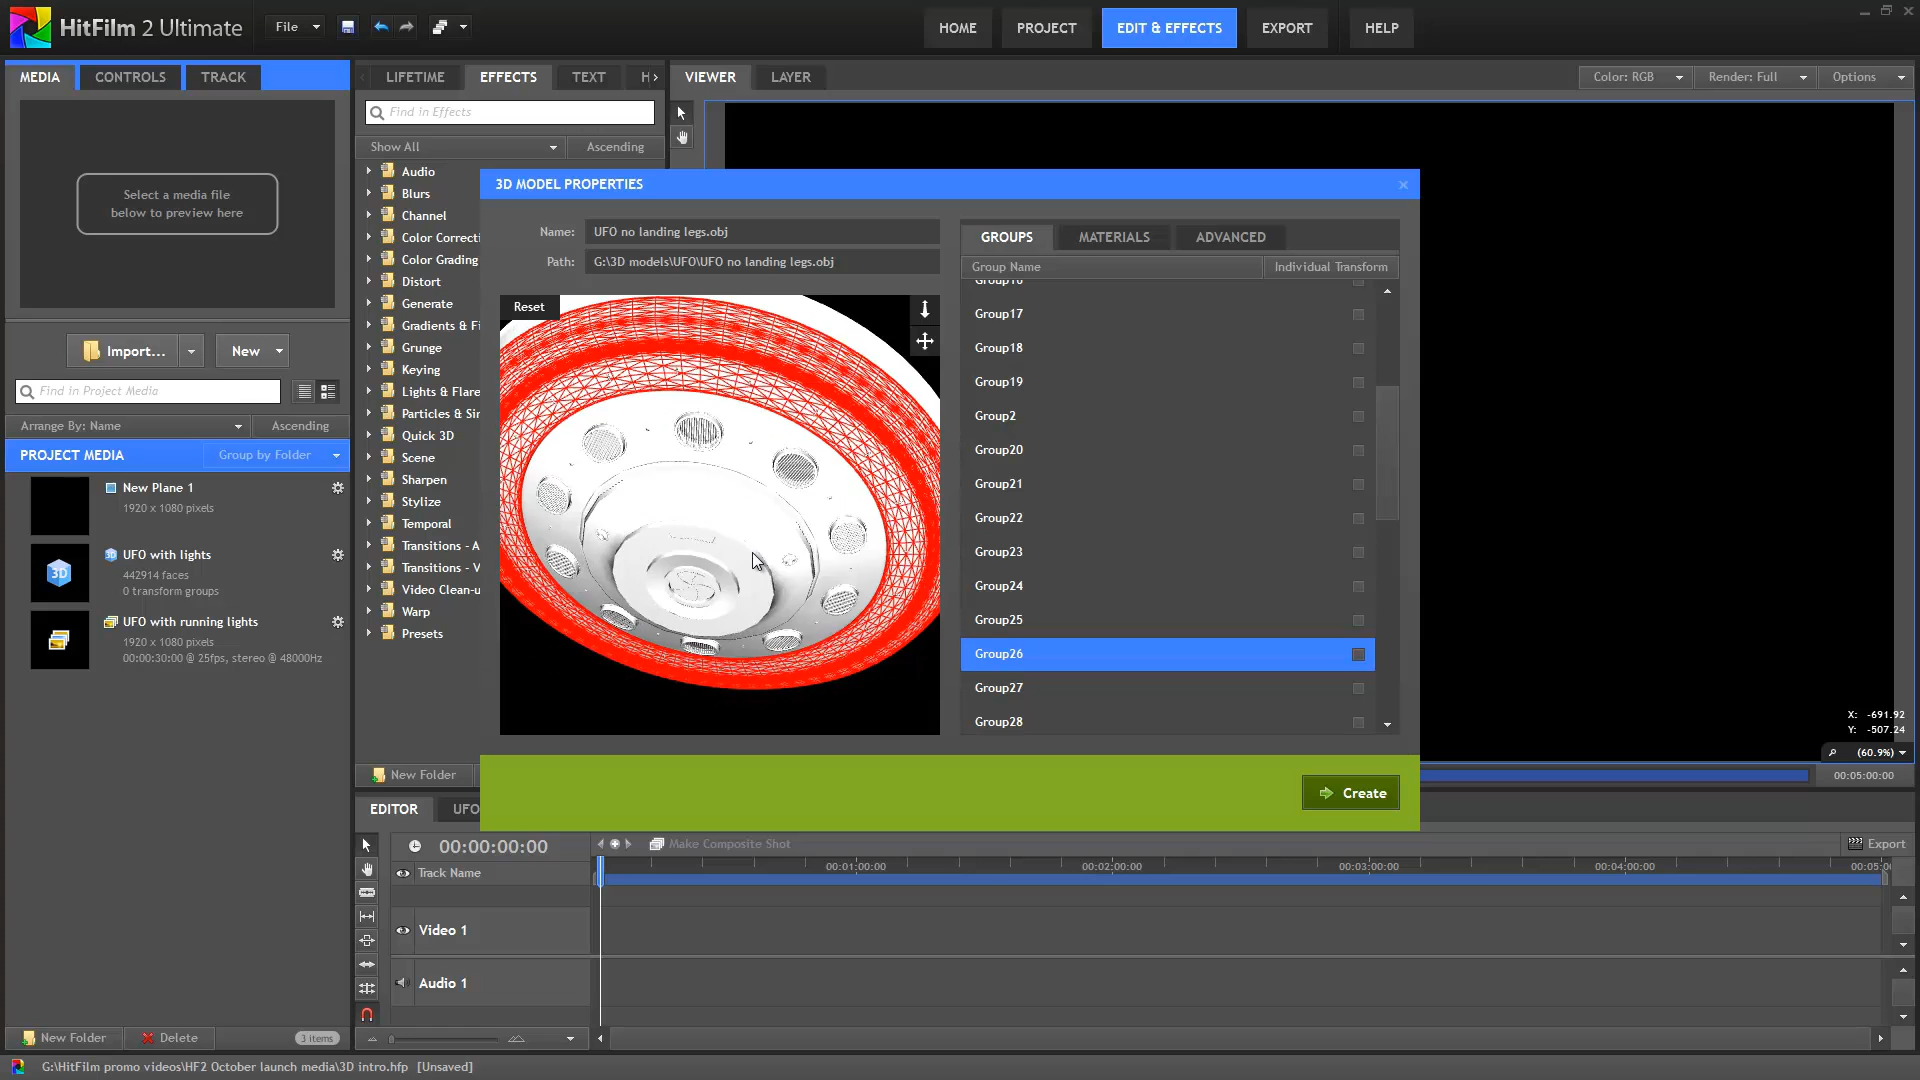 HitFilm 2 Ultimate
File
HOME
PROJECT
EDIT & EFFECTS
EXPORT
HELP
MEDIA
CONTROLS
TRACK
LIFETIME
EFFECTS
TEXT
H
VIEWER
LAYER
Color: RGB
Render: Full
Options
Select a media file
below to preview here
Find in Effects
Show All
Ascending
Audio
Blurs
Channel
Color Correcti
Color Grading
Distort
Generate
Gradients & Fi
Grunge
Keying
Lights & Flare
Particles & Sir
Quick 3D
Scene
Sharpen
Stylize
Temporal
Transitions - A
Transitions - V
Video Clean-u
Warp
Presets
New Folder
Import...
New
Find in Project Media
Arrange By: Name
Ascending
PROJECT MEDIA
Group by Folder
New Plane 1
1920 x 1080 pixels
3D
3D
UFO with lights
442914 faces
0 transform groups
UFO with running lights
1920 x 1080 pixels
00:00:30:00 @ 25fps, stereo @ 48000Hz
New Folder
Delete
3 items
3D MODEL PROPERTIES
Name:
UFO no landing legs.obj
Path:
G:\3D models\UFO\UFO no landing legs.obj
Reset
GROUPS
MATERIALS
ADVANCED
Group Name
Individual Transform
Group16
Group17
Group18
Group19
Group2
Group20
Group21
Group22
Group23
Group24
Group25
Group26
Group27
Group28
Create
X: -691.92
Y: -507.24
(60.9%)
00:05:00:00
EDITOR
UFO
00:00:00:00
Make Composite Shot
Export
Track Name
00:01:00:00
00:02:00:00
00:03:00:00
00:04:00:00
00:05:0
Video 1
Audio 1
G:\HitFilm promo videos\HF2 October launch media\3D intro.hfp
[Unsaved]